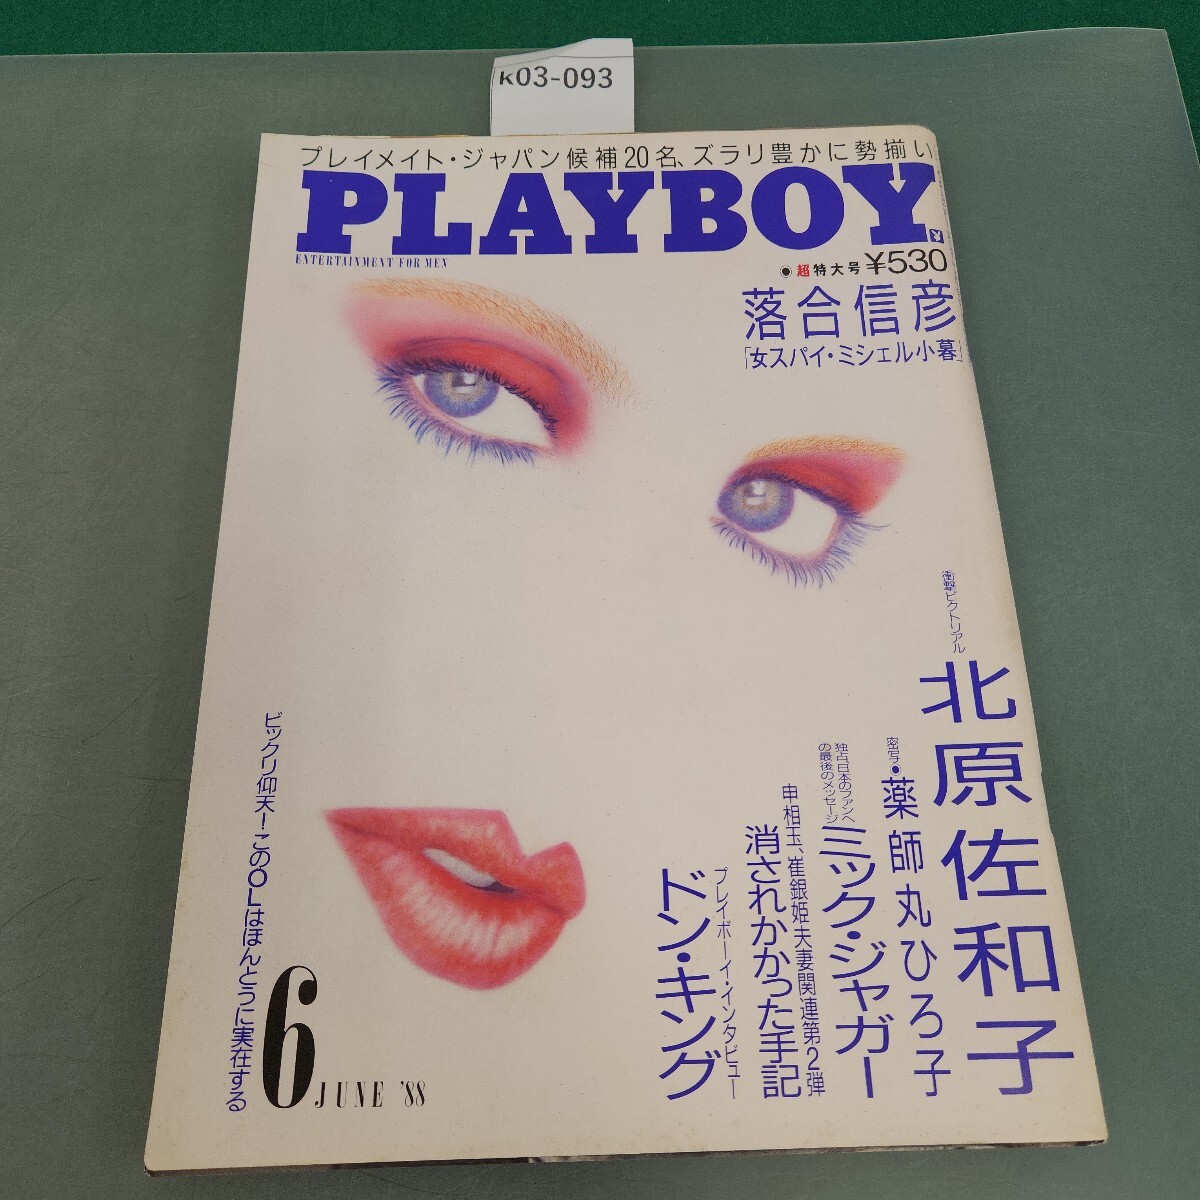 k03-093
プレイメイト・ジャパン候補20名、ズラリ豊かに勢揃い
PLAYBOY
ENTERTAINMENT FOR MEN
●超特大号¥530
落合信彦
「女スパイ・ミシェル小暮」
衝撃ピクトリアル
北原佐和子
密写●薬師丸ひろ子
独占、日本のファンへ
の最後のメッセージ
ミック・ジャガー
申相玉、崔銀姫夫妻関連第2弾
消されかかった手記
プレイボーイ・インタビュー
ドン・キング
ビックリ仰天!このOLはほんとうに実在する
6
JUNE '88